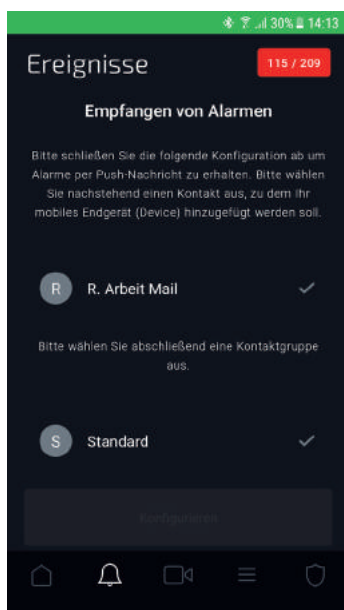 30% 14:13
Ereignisse
115 / 209
Empfangen von Alarmen
Bitte schließen Sie die folgende Konfiguration ab um
Alarme per Push-Nachricht zu erhalten. Bitte wählen
Sie nachstehend einen Kontakt aus, zu dem Ihr
mobiles Endgerät (Device) hinzugefügt werden soll.
R R. Arbeit Mail
Bitte wählen Sie abschließend eine Kontaktgruppe
aus.
S Standard
Konfigurieren